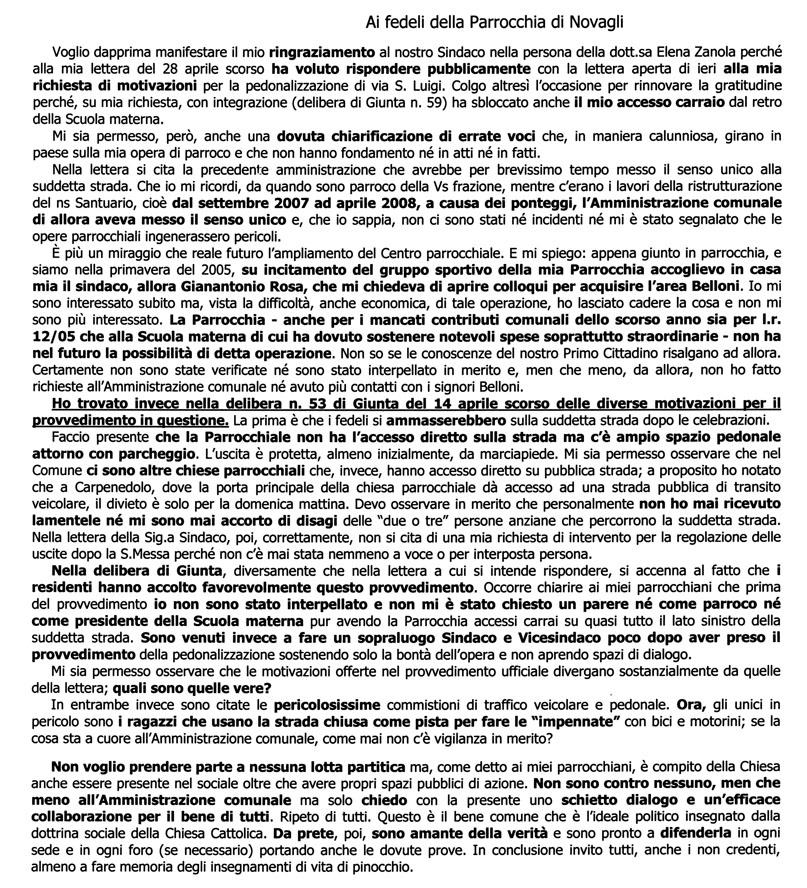 Ai fedeli della Parrocchia di Novagli
Voglio dapprima manifestare il mio ringraziamento al nostro Sindaco nella persona della dott.sa Elena Zanola perché
alla mia lettera del 28 aprile scorso ha voluto rispondere pubblicamente con la lettera aperta di ieri alla mia
richiesta di motivazioni per la pedonalizzazione di via S. Luigi. Colgo altresì l'occasione per rinnovare la gratitudine
perché, su mia richiesta, con integrazione (delibera di Giunta n. 59) ha sbloccato anche il mio accesso carraio dal retro
della Scuola materna.
Mi sia permesso, però, anche una dovuta chiarificazione di errate voci che, in maniera calunniosa, girano in
paese sulla mia opera di parroco e che non hanno fondamento né in atti né in fatti.
Nella lettera si cita la precedente amministrazione che avrebbe per brevissimo tempo messo il senso unico alla
suddetta strada. Che io mi ricordi, da quando sono parroco della Vs frazione, mentre c'erano i lavori della ristrutturazione
del ns Santuario, cioè dal settembre 2007 ad aprile 2008, a causa dei ponteggi, l'Amministrazione comunale
di allora aveva messo il senso unico e, che io sappia, non ci sono stati né incidenti né mi è stato segnalato che le
opere parrocchiali ingenerassero pericoli.
È più un miraggio che reale futuro l'ampliamento del Centro parrocchiale. E mi spiego: appena giunto in parrocchia, e
siamo nella primavera del 2005, su incitamento del gruppo sportivo della mia Parrocchia accoglievo in casa
mia il sindaco, allora Gianantonio Rosa, che mi chiedeva di aprire colloqui per acquisire l'area Belloni. Io mi
sono interessato subito ma, vista la difficoltà, anche economica, di tale operazione, ho lasciato cadere la cosa e non mi
sono più interessato. La Parrocchia - anche per i mancati contributi comunali dello scorso anno sia per l.r.
12/05 che alla Scuola materna di cui ha dovuto sostenere notevoli spese soprattutto straordinarie - non ha
nel futuro la possibilità di detta operazione. Non so se le conoscenze del nostro Primo Cittadino risalgano ad allora.
Certamente non sono state verificate né sono stato interpellato in merito e, men che meno, da allora, non ho fatto
richieste all'Amministrazione comunale né avuto più contatti con i signori Belloni.
Ho trovato invece nella delibera n. 53 di Giunta del 14 aprile scorso delle diverse motivazioni per il
provvedimento in questione. La prima è che i fedeli si ammasserebbero sulla suddetta strada dopo le celebrazioni.
Faccio presente che la Parrocchiale non ha l'accesso diretto sulla strada ma c'è ampio spazio pedonale
attorno con parcheggio. L'uscita è protetta, almeno inizialmente, da marciapiede. Mi sia permesso osservare che nel
Comune ci sono altre chiese parrocchiali che, invece, hanno accesso diretto su pubblica strada; a proposito ho notato
che a Carpenedolo, dove la porta principale della chiesa parrocchiale dà accesso ad una strada pubblica di transito
veicolare, il divieto è solo per la domenica mattina. Devo osservare in merito che personalmente non ho mai ricevuto
lamentele né mi sono mai accorto di disagi delle "due o tre" persone anziane che percorrono la suddetta strada.
Nella lettera della Sig.a Sindaco, poi, correttamente, non si cita di una mia richiesta di intervento per la regolazione delle
uscite dopo la S.Messa perché non c'è mai stata nemmeno a voce o per interposta persona.
Nella delibera di Giunta, diversamente che nella lettera a cui si intende rispondere, si accenna al fatto che i
residenti hanno accolto favorevolmente questo provvedimento. Occorre chiarire ai miei parrocchiani che prima
del provvedimento io non sono stato interpellato e non mi è stato chiesto un parere né come parroco né
come presidente della Scuola materna pur avendo la Parrocchia accessi carrai su quasi tutto il lato sinistro della
suddetta strada. Sono venuti invece a fare un sopraluogo Sindaco e Vicesindaco poco dopo aver preso il
provvedimento della pedonalizzazione sostenendo solo la bontà dell'opera e non aprendo spazi di dialogo.
Mi sia permesso osservare che le motivazioni offerte nel provvedimento ufficiale divergano sostanzialmente da quelle
della lettera; quali sono quelle vere?
In entrambe invece sono citate le pericolosissime commistioni di traffico veicolare e pedonale. Ora, gli unici in
pericolo sono i ragazzi che usano la strada chiusa come pista per fare le "impennate" con bici e motorini; se la
cosa sta a cuore all'Amministrazione comunale, come mai non c'è vigilanza in merito?
Non voglio prendere parte a nessuna lotta partitica ma, come detto ai miei parrocchiani, è compito della Chiesa
anche essere presente nel sociale oltre che avere propri spazi pubblici di azione. Non sono contro nessuno, men che
meno all'Amministrazione comunale ma solo chiedo con la presente uno schietto dialogo e un'efficace
collaborazione per il bene di tutti. Ripeto di tutti. Questo è il bene comune che è l'ideale politico insegnato dalla
dottrina sociale della Chiesa Cattolica. Da prete, poi, sono amante della verità e sono pronto a difenderla in ogni
sede e in ogni foro (se necessario) portando anche le dovute prove. In conclusione invito tutti, anche i non credenti,
almeno a fare memoria degli insegnamenti di vita di pinocchio.